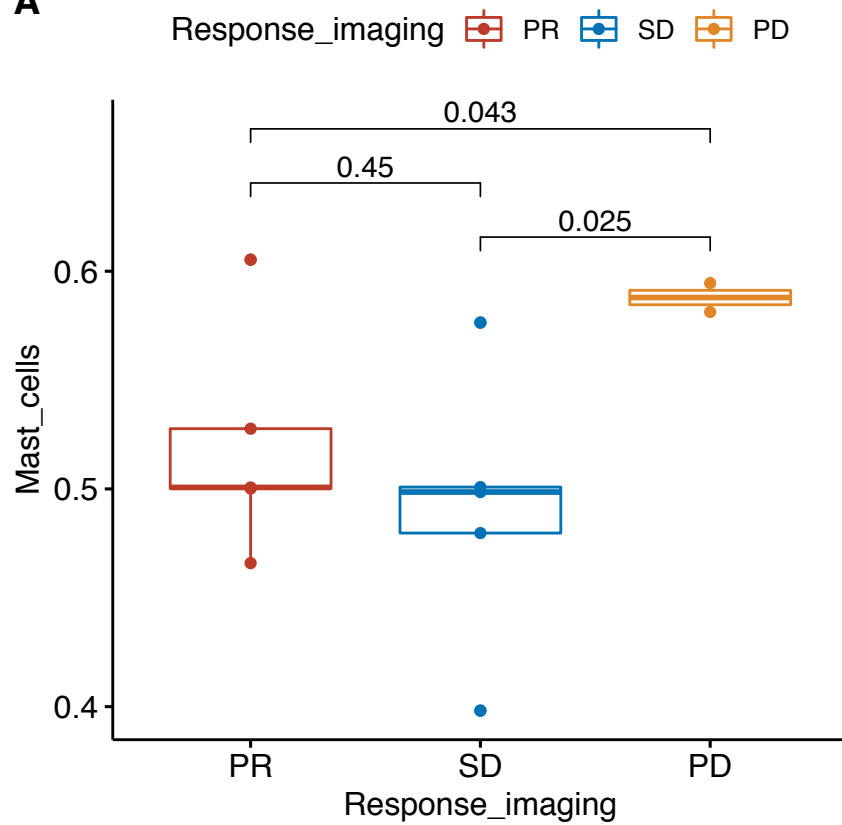 A
Response_imaging PR SD PD
0.043
0.45
0.025
0.6
0.5
0.4
Mast_cells
PR SD PD
Response_imaging